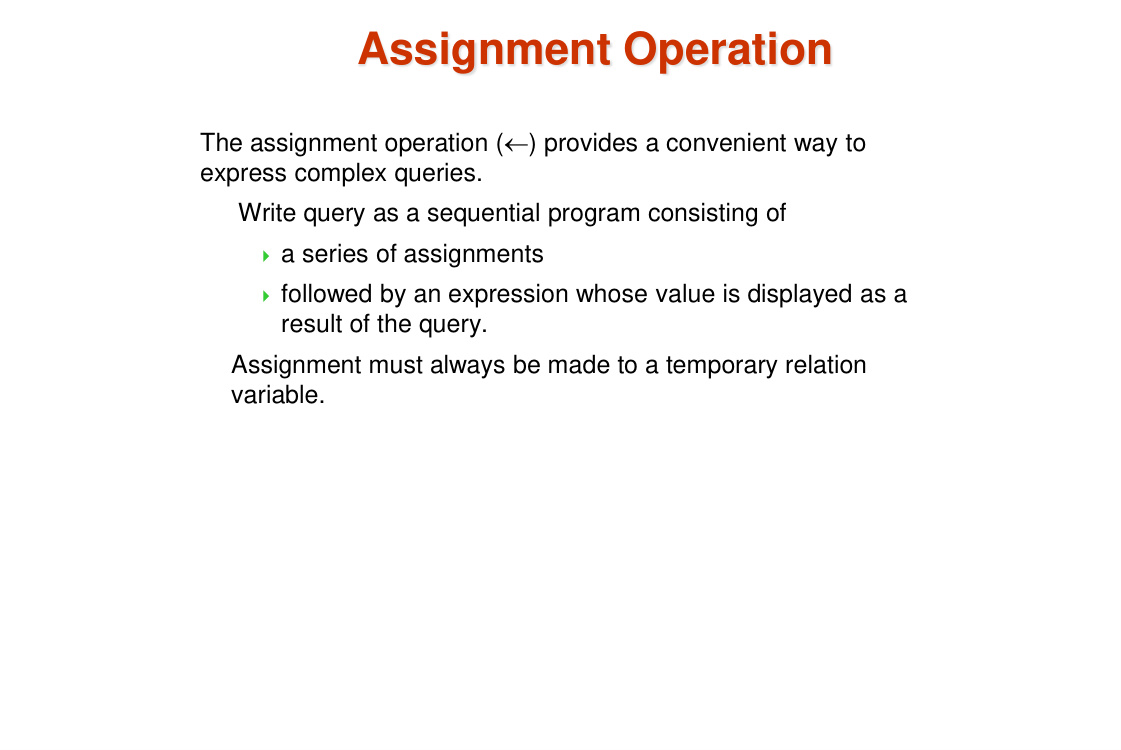 Assignment Operation
The assignment operation (←) provides a convenient way to
express complex queries.
Write query as a sequential program consisting of
a series of assignments
followed by an expression whose value is displayed as a
result of the query.
Assignment must always be made to a temporary relation
variable.